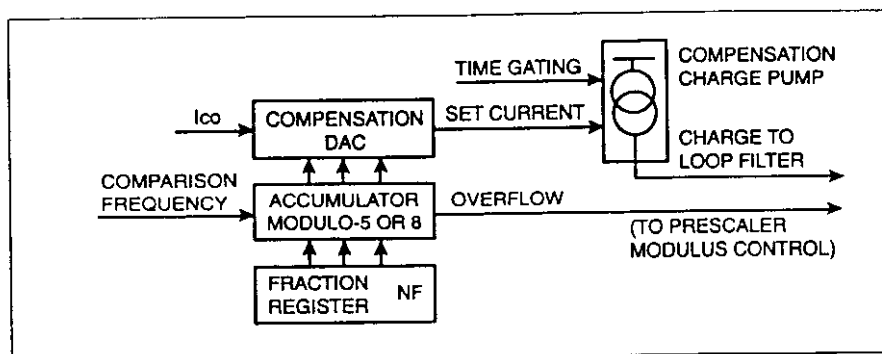 TIME GATING
COMPENSATION
CHARGE PUMP
Ico
COMPENSATION
DAC
SET CURRENT
CHARGE TO
LOOP FILTER
COMPARISON
FREQUENCY
ACCUMULATOR
MODULO-5 OR 8
OVERFLOW
(TO PRESCALER
MODULUS CONTROL)
FRACTION
REGISTER
NF